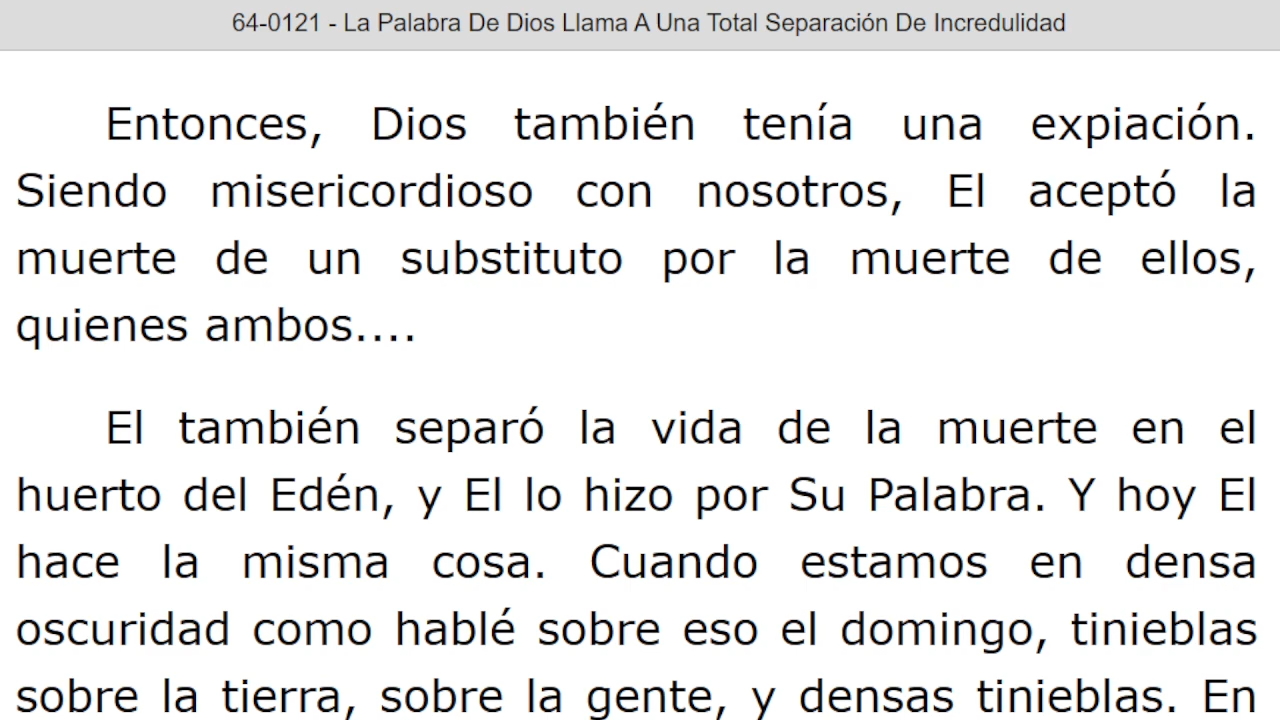 64-0121 - La Palabra De Dios Llama A Una Total Separación De Incredulidad
Entonces, Dios también tenía una expiación.
Siendo misericordioso con nosotros, El aceptó la
muerte de un substituto por la muerte de ellos,
quienes ambos....
El también separó la vida de la muerte en el
huerto del Edén, y El lo hizo por Su Palabra. Y hoy El
hace la misma cosa. Cuando estamos en densa
oscuridad como hablé sobre eso el domingo, tinieblas
sobre la tierra, sobre la gente, y densas tinieblas. En